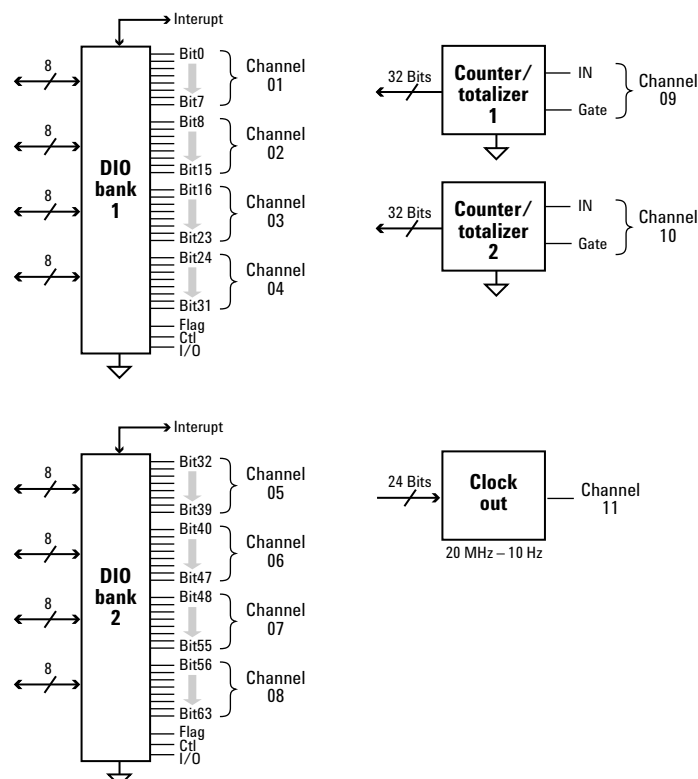 Interupt
8
8
8
8
DIO
bank
1
Bit0
Bit7
Channel
01
Bit8
Bit15
Channel
02
Bit16
Bit23
Channel
03
Bit24
Bit31
Channel
04
Flag
Ctl
I/O
32 Bits
Counter/
totalizer
1
IN
Gate
Channel
09
32 Bits
Counter/
totalizer
2
IN
Gate
Channel
10
Interupt
8
8
8
8
DIO
bank
2
Bit32
Bit39
Channel
05
Bit40
Bit47
Channel
06
Bit48
Bit55
Channel
07
Bit56
Bit63
Channel
08
Flag
Ctl
I/O
24 Bits
Clock
out
Channel
11
20 MHz – 10 Hz